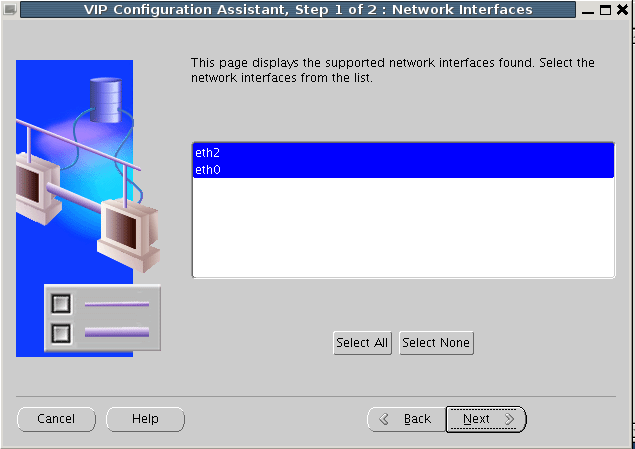 VIP Configuration Assistant, Step 1 of 2 : Network Interfaces
This page displays the supported network interfaces found. Select the
network interfaces from the list.
eth2
eth0
Select All Select None
Cancel Help Back Next